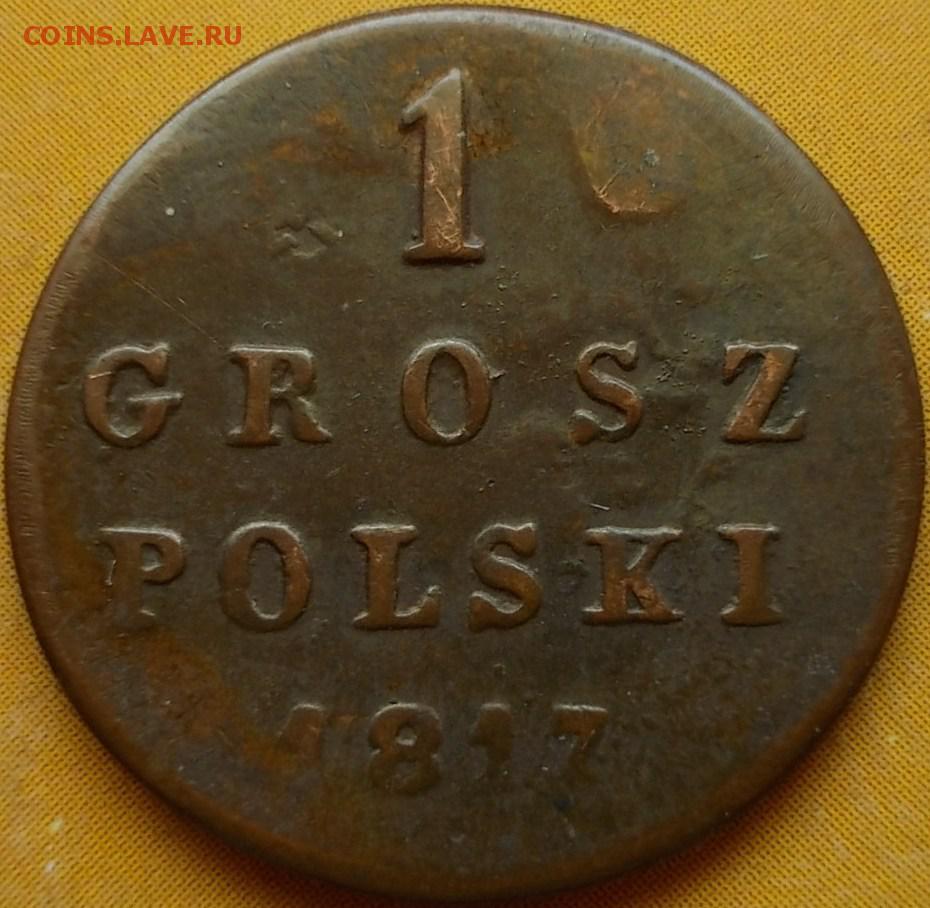 COINS.LAVE.RU
1
GROSZ
POLSKI
1817